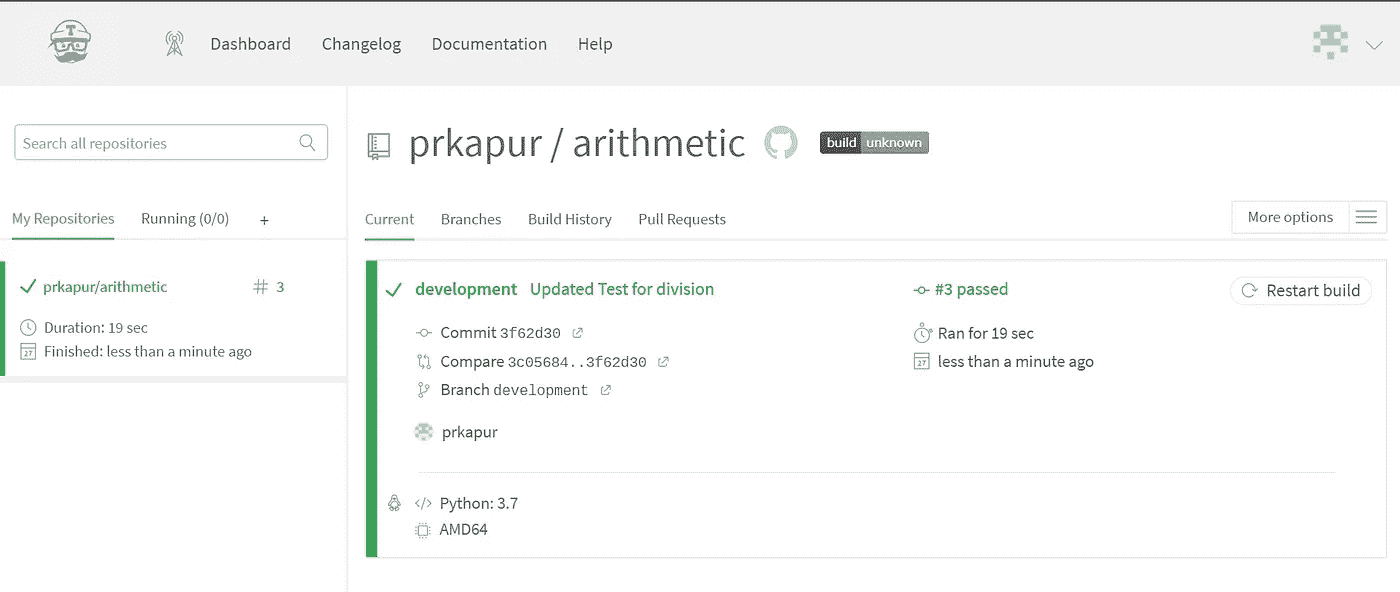 Dashboard Changelog Documentation Help
Search all repositories
My Repositories Running (0/0) +
prkapur/arithmetic # 3
Duration: 19 sec
27 Finished: less than a minute ago
prkapur / arithmetic build unknown
Current Branches Build History Pull Requests More options
development Updated Test for division #3 passed Restart build
Commit 3f62d30 Ran for 19 sec
Compare 3c05684..3f62d30 27 less than a minute ago
Branch development
prkapur
</> Python: 3.7
AMD64